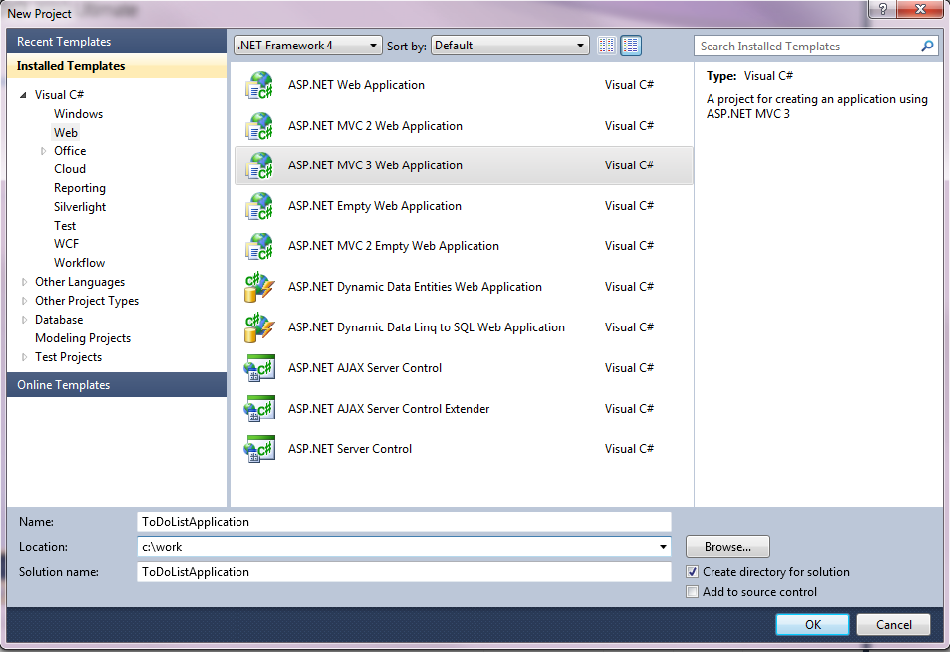 New Project
Recent Templates
Installed Templates
Visual C#
Windows
Web
Office
Cloud
Reporting
Silverlight
Test
WCF
Workflow
Other Languages
Other Project Types
Database
Modeling Projects
Test Projects
Online Templates
.NET Framework 4 Sort by: Default
ASP.NET Web Application Visual C#
ASP.NET MVC 2 Web Application Visual C#
ASP.NET MVC 3 Web Application Visual C#
ASP.NET Empty Web Application Visual C#
ASP.NET MVC 2 Empty Web Application Visual C#
ASP.NET Dynamic Data Entities Web Application Visual C#
ASP.NET Dynamic Data Linq to SQL Web Application Visual C#
ASP.NET AJAX Server Control Visual C#
ASP.NET AJAX Server Control Extender Visual C#
ASP.NET Server Control Visual C#
Search Installed Templates
Type: Visual C#
A project for creating an application using
ASP.NET MVC 3
Name: ToDoListApplication
Location: c:\work Browse...
Solution name: ToDoListApplication
Create directory for solution
Add to source control
OK Cancel